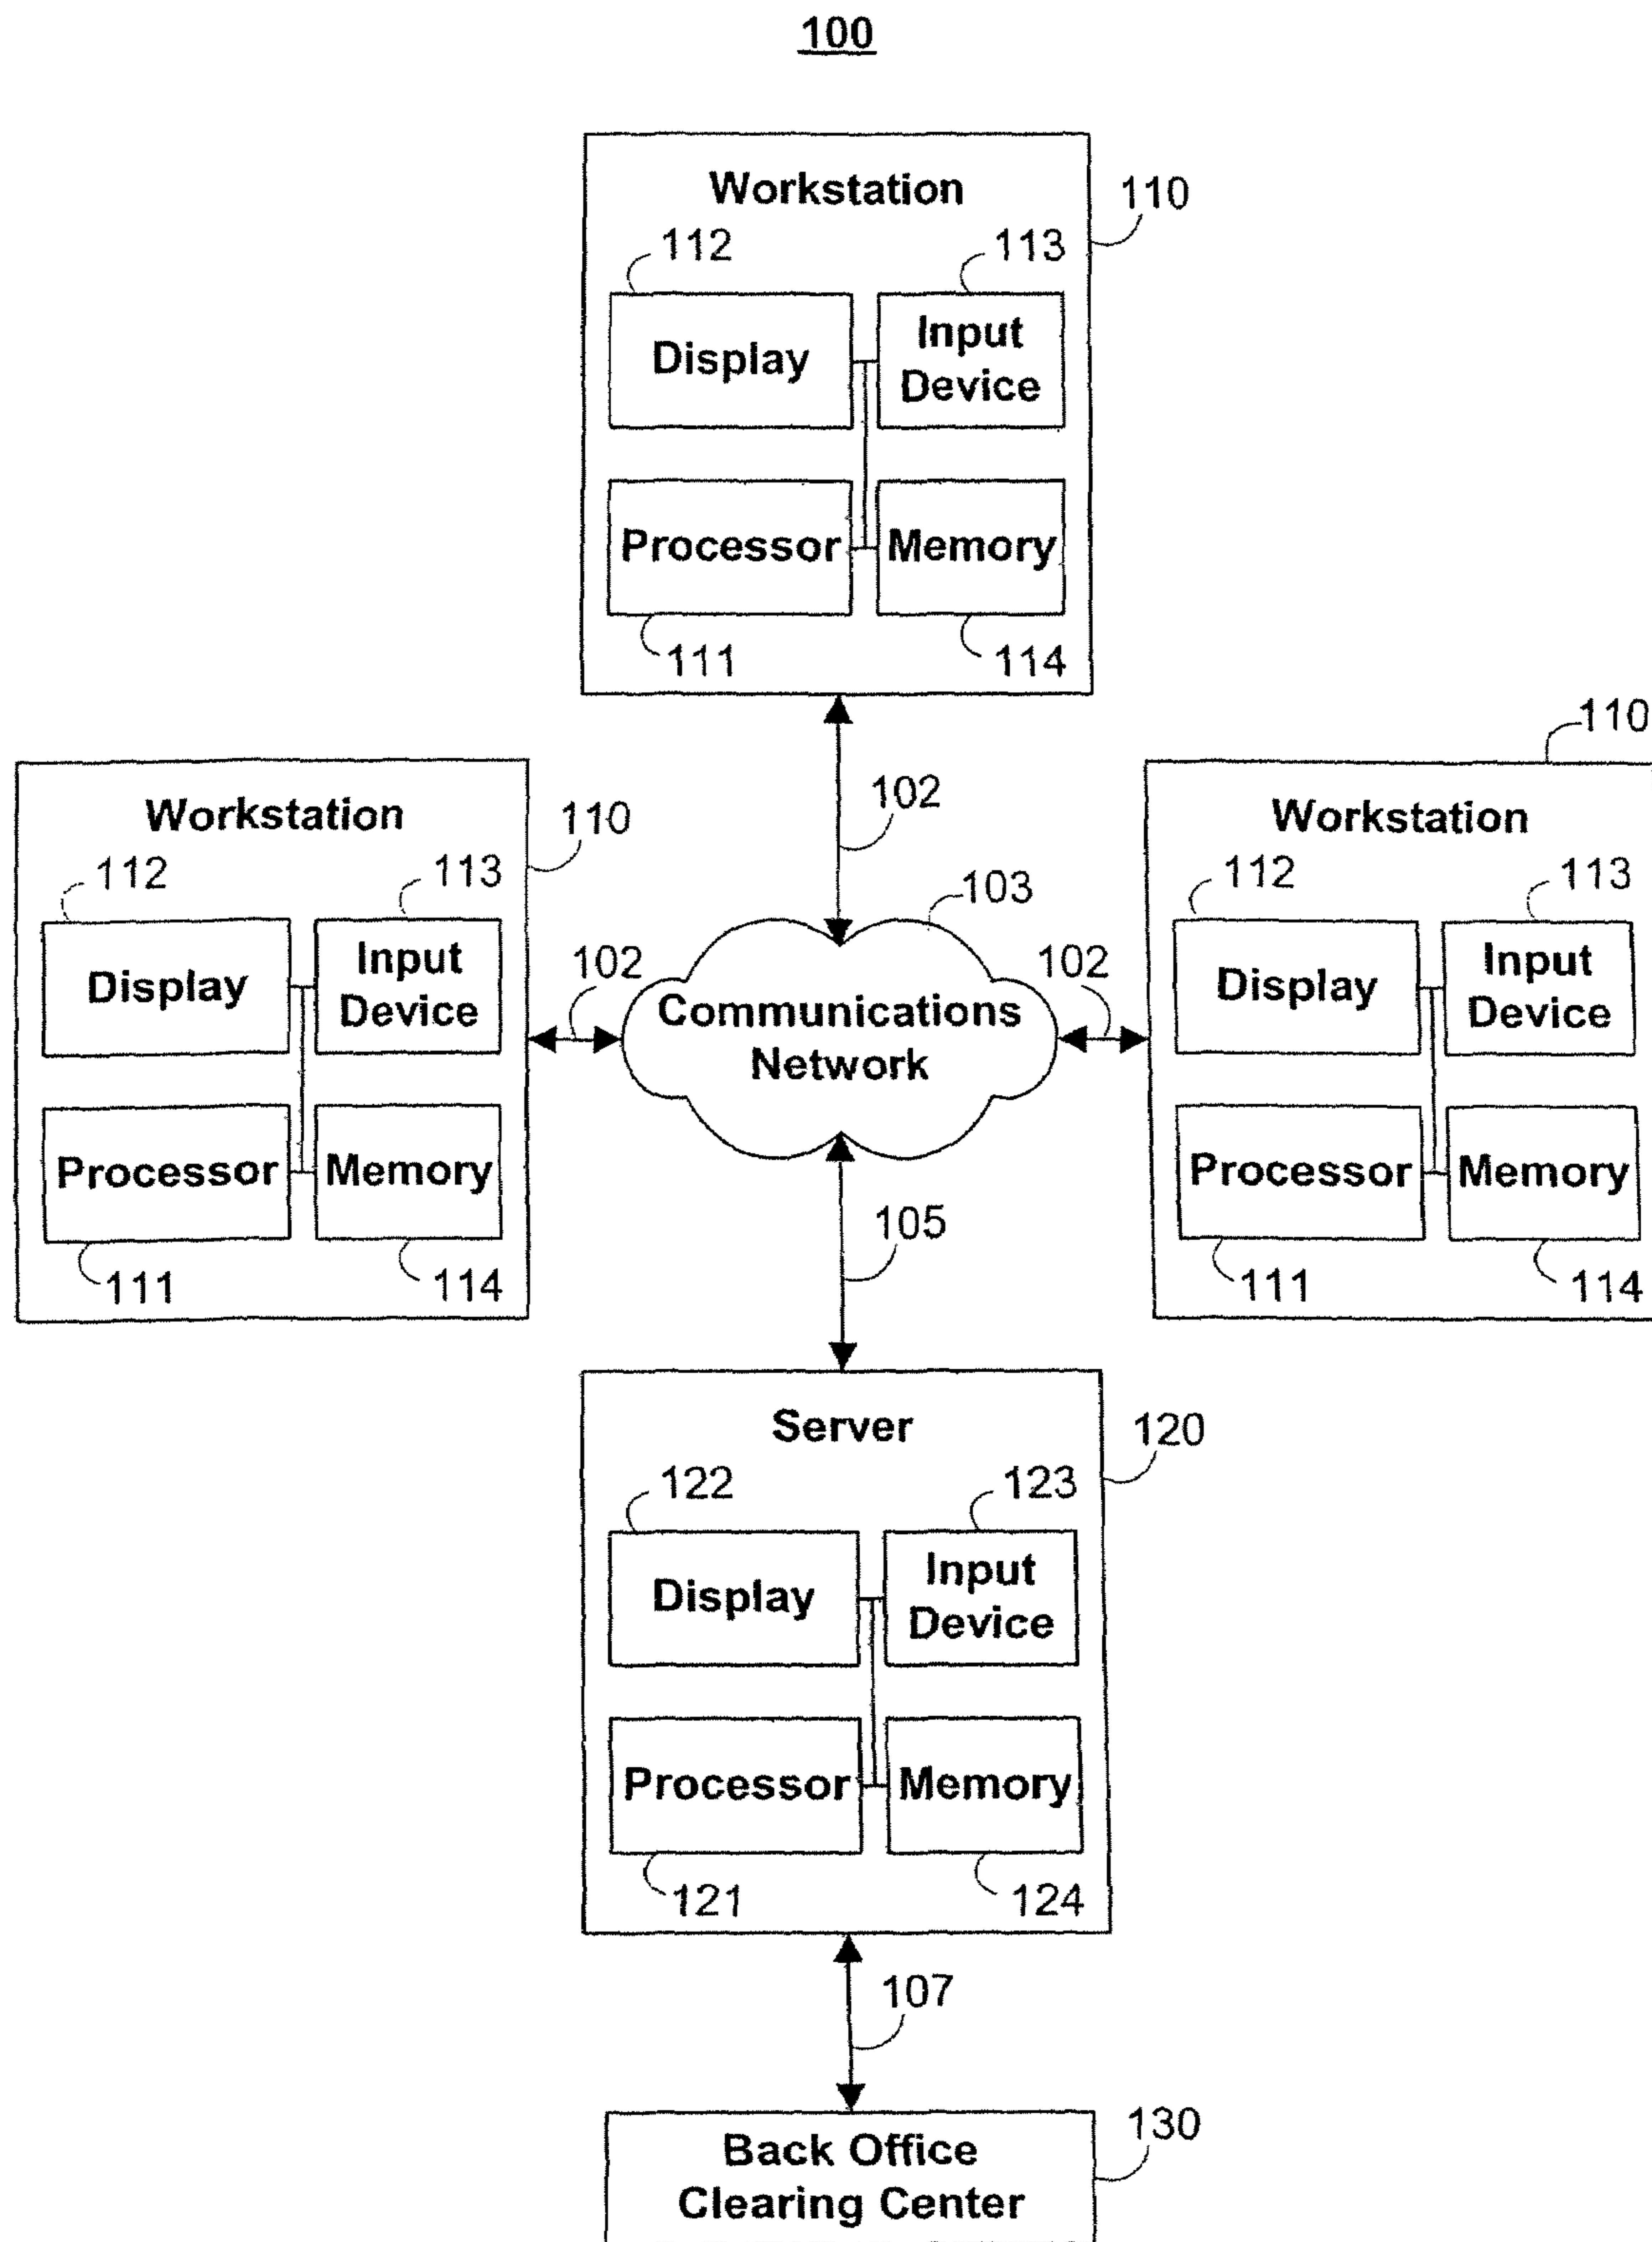 100
Workstation
110
112
113
Display
Input
Device
Processor
Memory
111
114
110
Workstation
110
112
113
Display
Input
Device
Processor
Memory
111
114
102
103
102
102
Communications
Network
Workstation
112
113
Display
Input
Device
Processor
Memory
111
114
105
Server
120
122
123
Display
Input
Device
Processor
Memory
121
124
107
Back Office
Clearing Center
130